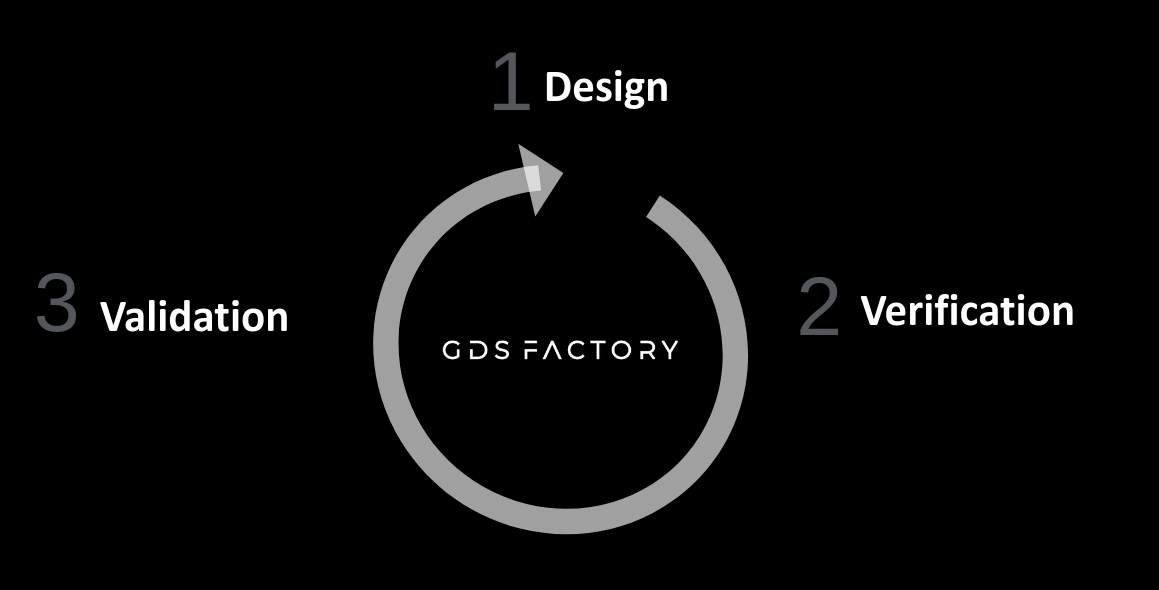 1 Design
3 Validation
2 Verification
GDS FACTORY